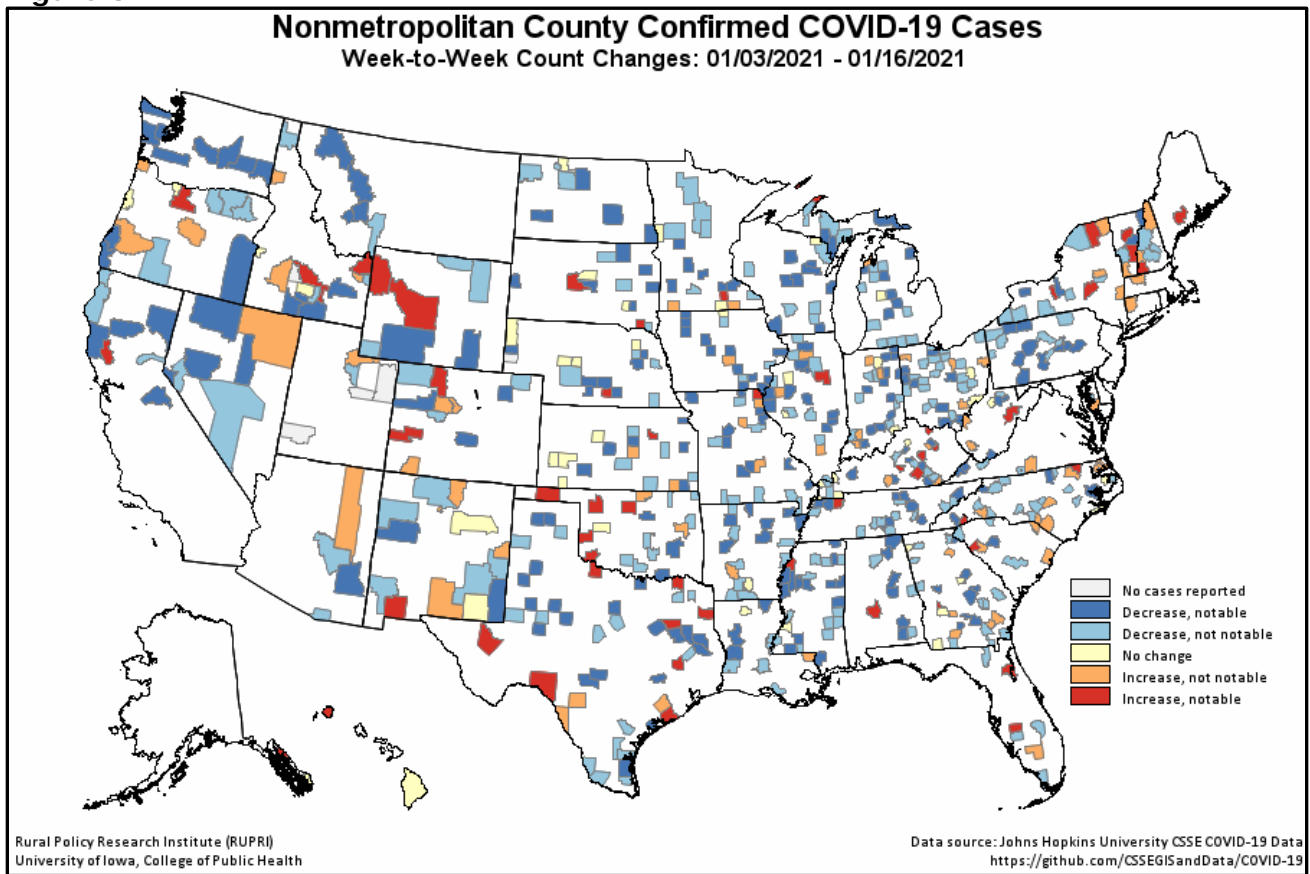 Nonmetropolitan County Confirmed COVID-19 Cases
Week-to-Week Count Changes: 01/03/2021 - 01/16/2021
No cases reported
Decrease, notable
Decrease, not notable
No change
Increase, not notable
Increase, notable
Rural Policy Research Institute (RUPRI)
University of Iowa, College of Public Health
Data source: Johns Hopkins University CSSE COVID-19 Data
https://github.com/CSSEGISandData/COVID-19